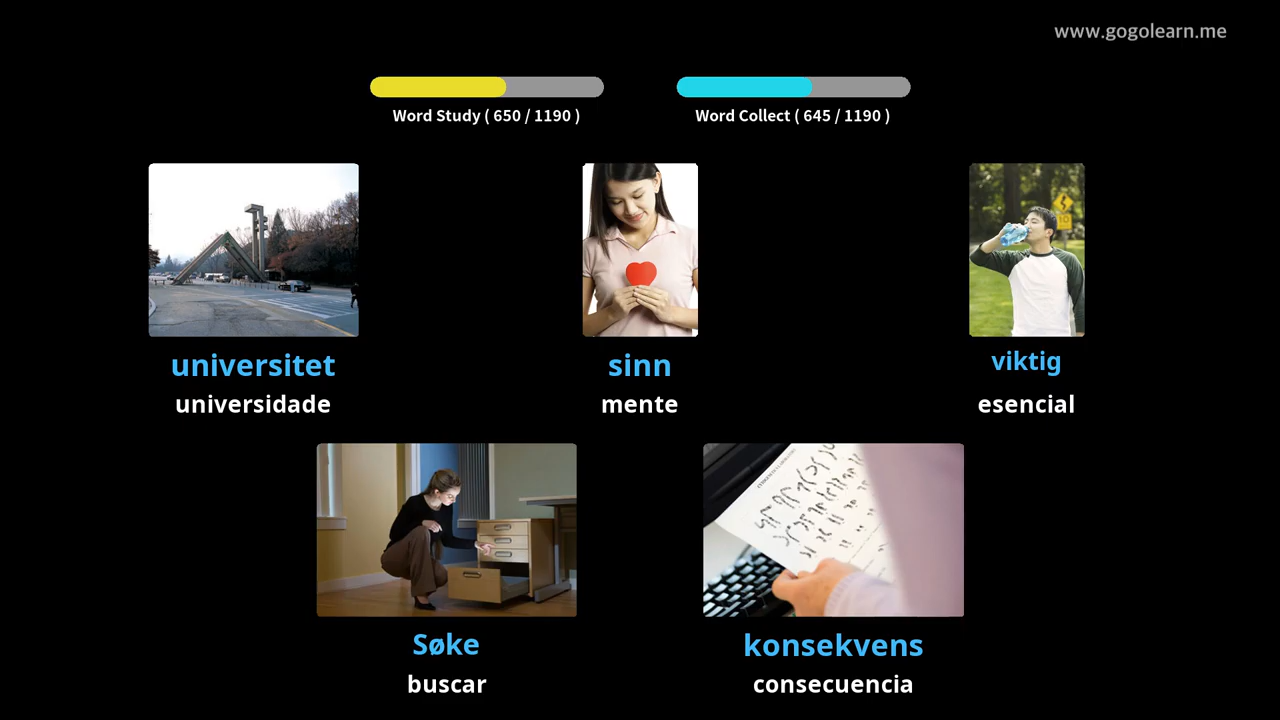 www.gogolearn.me
Word Study ( 650 / 1190 )
Word Collect ( 645 / 1190 )
universitet
universidade
sinn
mente
viktig
esencial
Søke
buscar
konsekvens
consecuencia